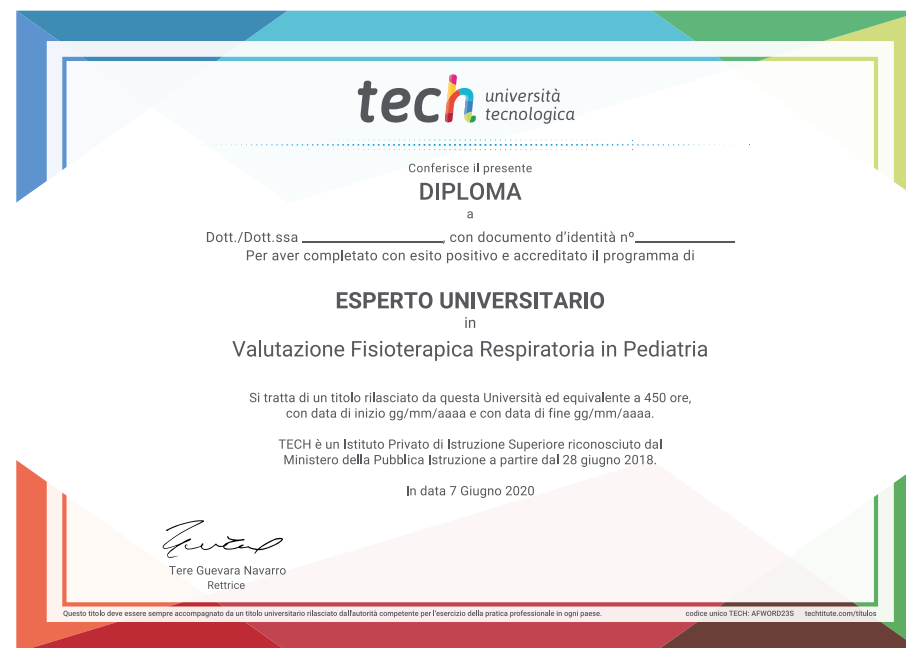 tech università
tecnologica
Conferisce il presente
DIPLOMA
a
Dott./Dott.ssa ____________, con documento d'identità nº____________
Per aver completato con esito positivo e accreditato il programma di
ESPERTO UNIVERSITARIO
in
Valutazione Fisioterapica Respiratoria in Pediatria
Si tratta di un titolo rilasciato da questa Università ed equivalente a 450 ore,
con data di inizio gg/mm/aaaa e con data di fine gg/mm/aaaa.
TECH è un Istituto Privato di Istruzione Superiore riconosciuto dal
Ministero della Pubblica Istruzione a partire dal 28 giugno 2018.
In data 7 Giugno 2020
Tere Guevara Navarro
Rettrice
Questo titolo deve essere sempre accompagnato da un titolo universitario rilasciato dall'autorità competente per l'esercizio della pratica professionale in ogni paese. codice unico TECH: AFWORD23S techtitute.com/titulos